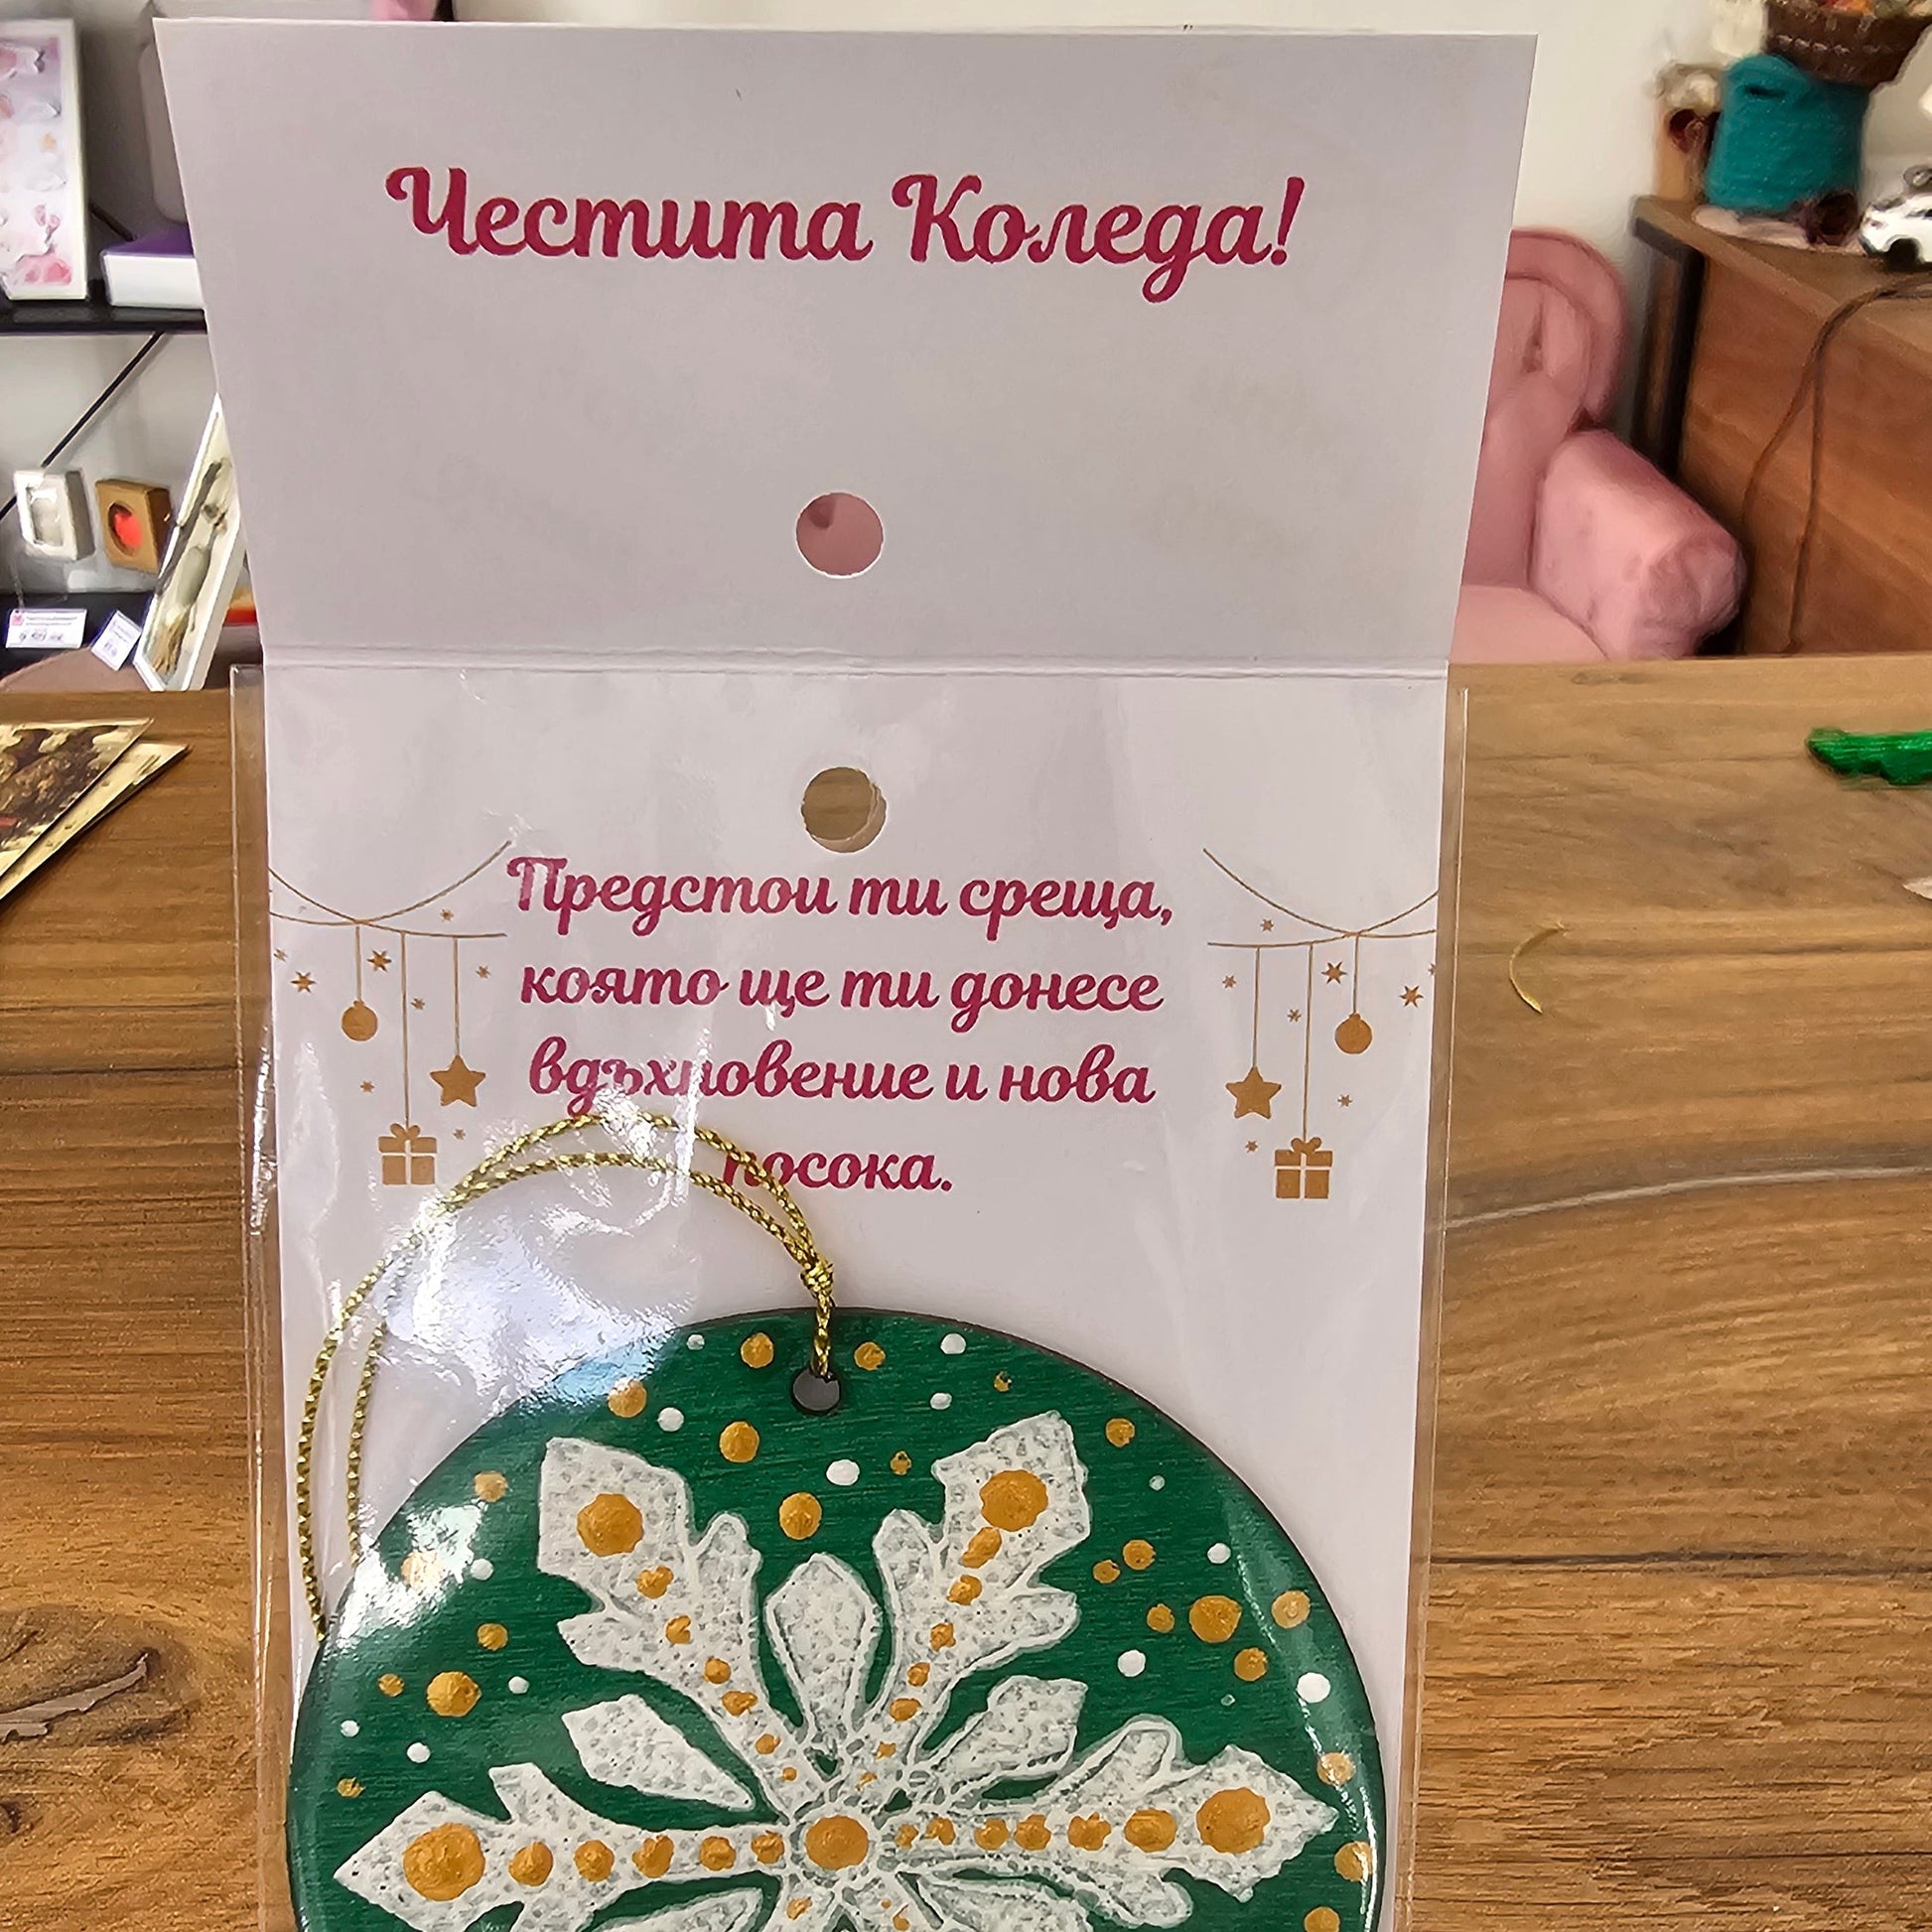 Честита Коледа!
Предстои ти среща,
която ще ти донесе
вдъхновение и нова
посока.